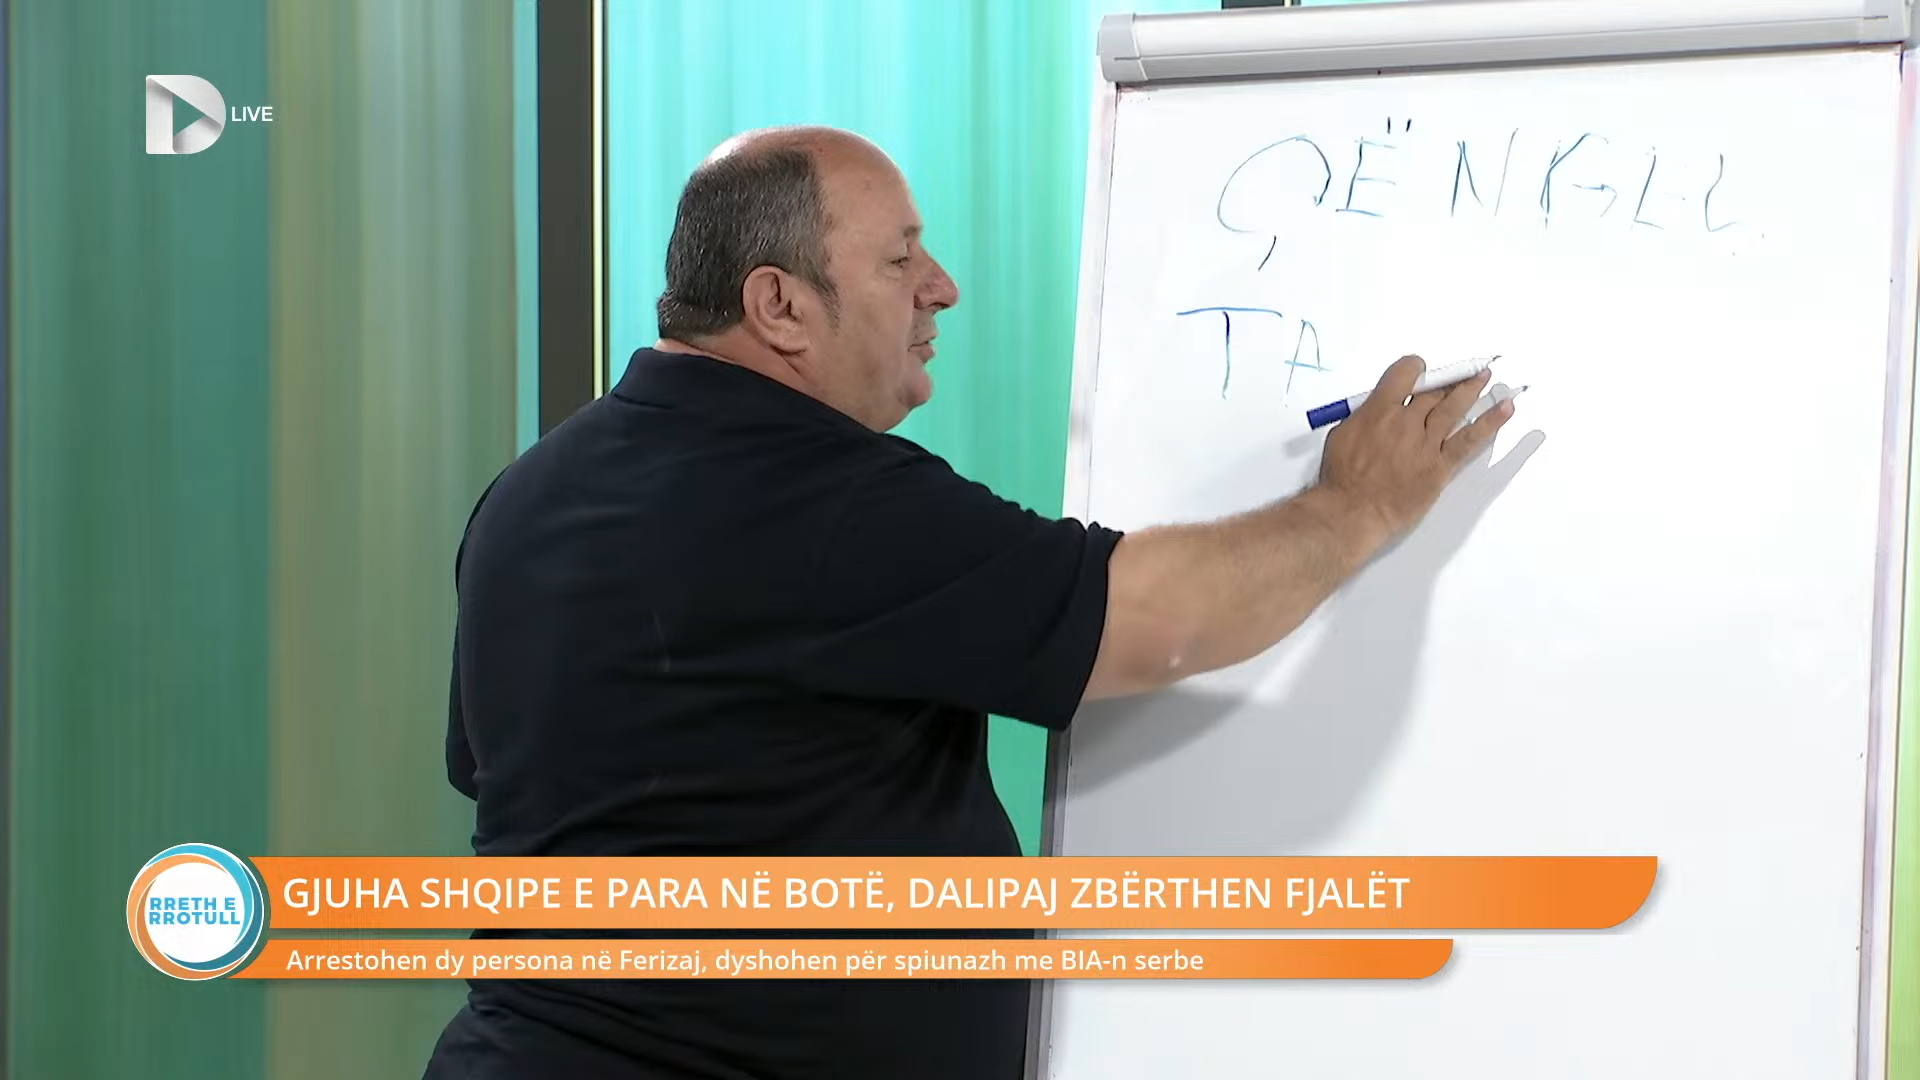 LIVE
ÇËNGEL
TA
RRETH E
RROTULL
GJUHA SHQIPE E PARA NË BOTË, DALIPAJ ZBËRTHEN FJALËT
Arrestohen dy persona në Ferizaj, dyshohen për spiunazh me BIA-n serbe